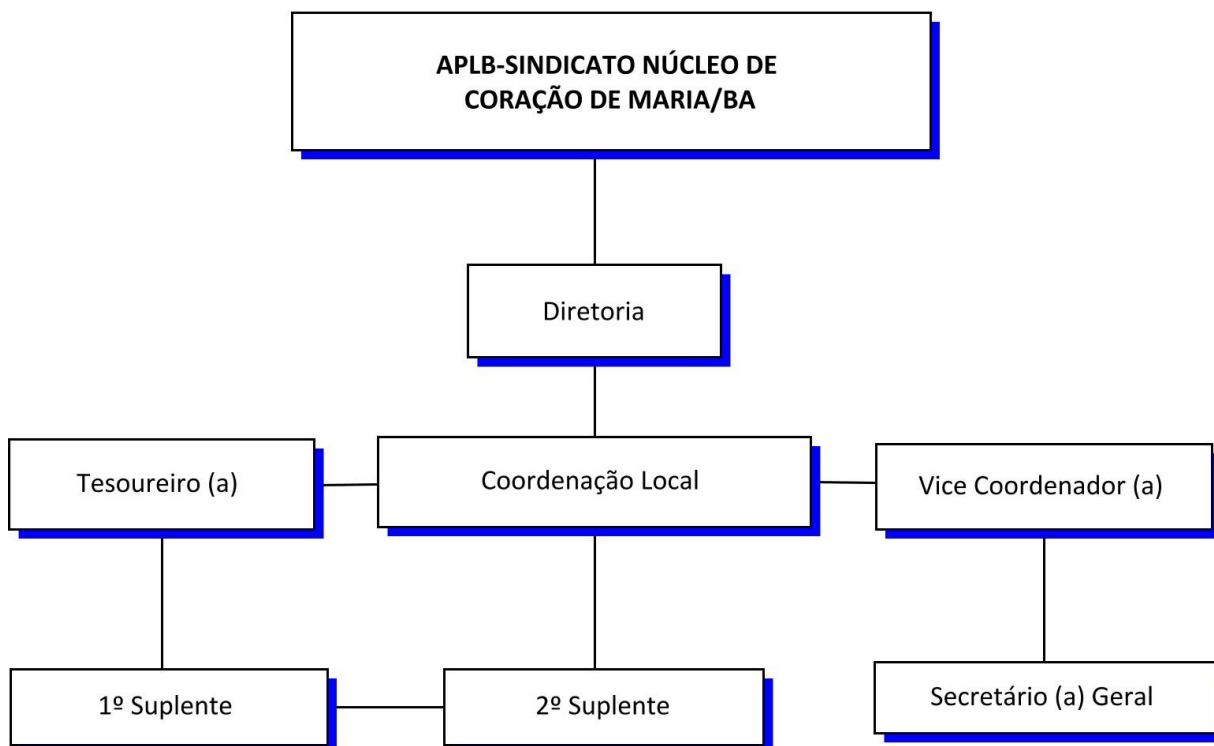 APLB-SINDICATO NÚCLEO DE
CORAÇÃO DE MARIA/BA
Diretoria
Tesoureiro (a)
Coordenação Local
Vice Coordenador (a)
1º Suplente
2º Suplente
Secretário (a) Geral